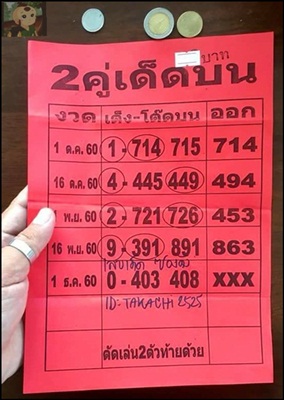 บาท
2คู่เด็ดบน
งวด เต็ง-โต๊ดบน ออก
1 ต.ค. 60 1-714 715 714
16 ต.ค. 60 4-445 449 494
1 พ.ย. 60 2-721 726 453
16 พ.ย. 60 9-391 891 863
1 ธ.ค. 60 0-403 408 XXX
ID: TAKACHI 2525
ตัดเล่น2ตัวท้ายด้วย